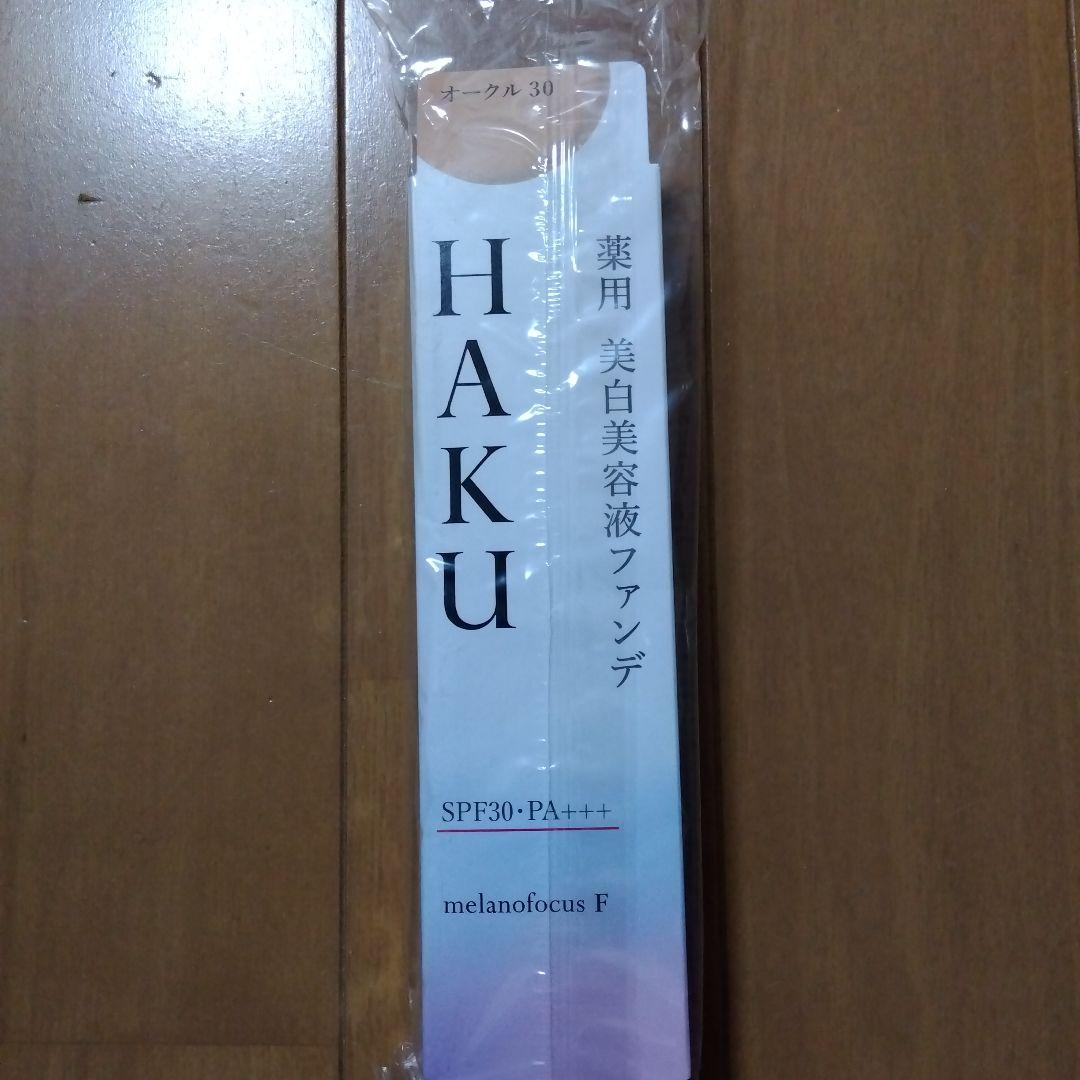 オークル 30
HAKU
薬用 美白美容液ファンデ
SPF30・PA+++
melanofocus F